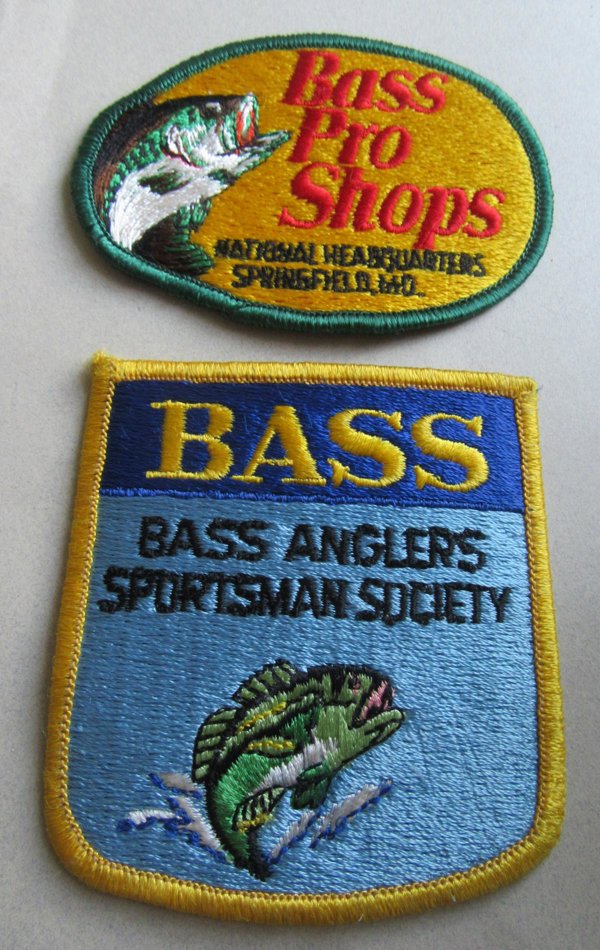 Bass
Pro
Shops
NATIONAL HEADQUARTERS
SPRINGFIELD, MO.
BASS
BASS ANGLERS
SPORTSMAN SOCIETY